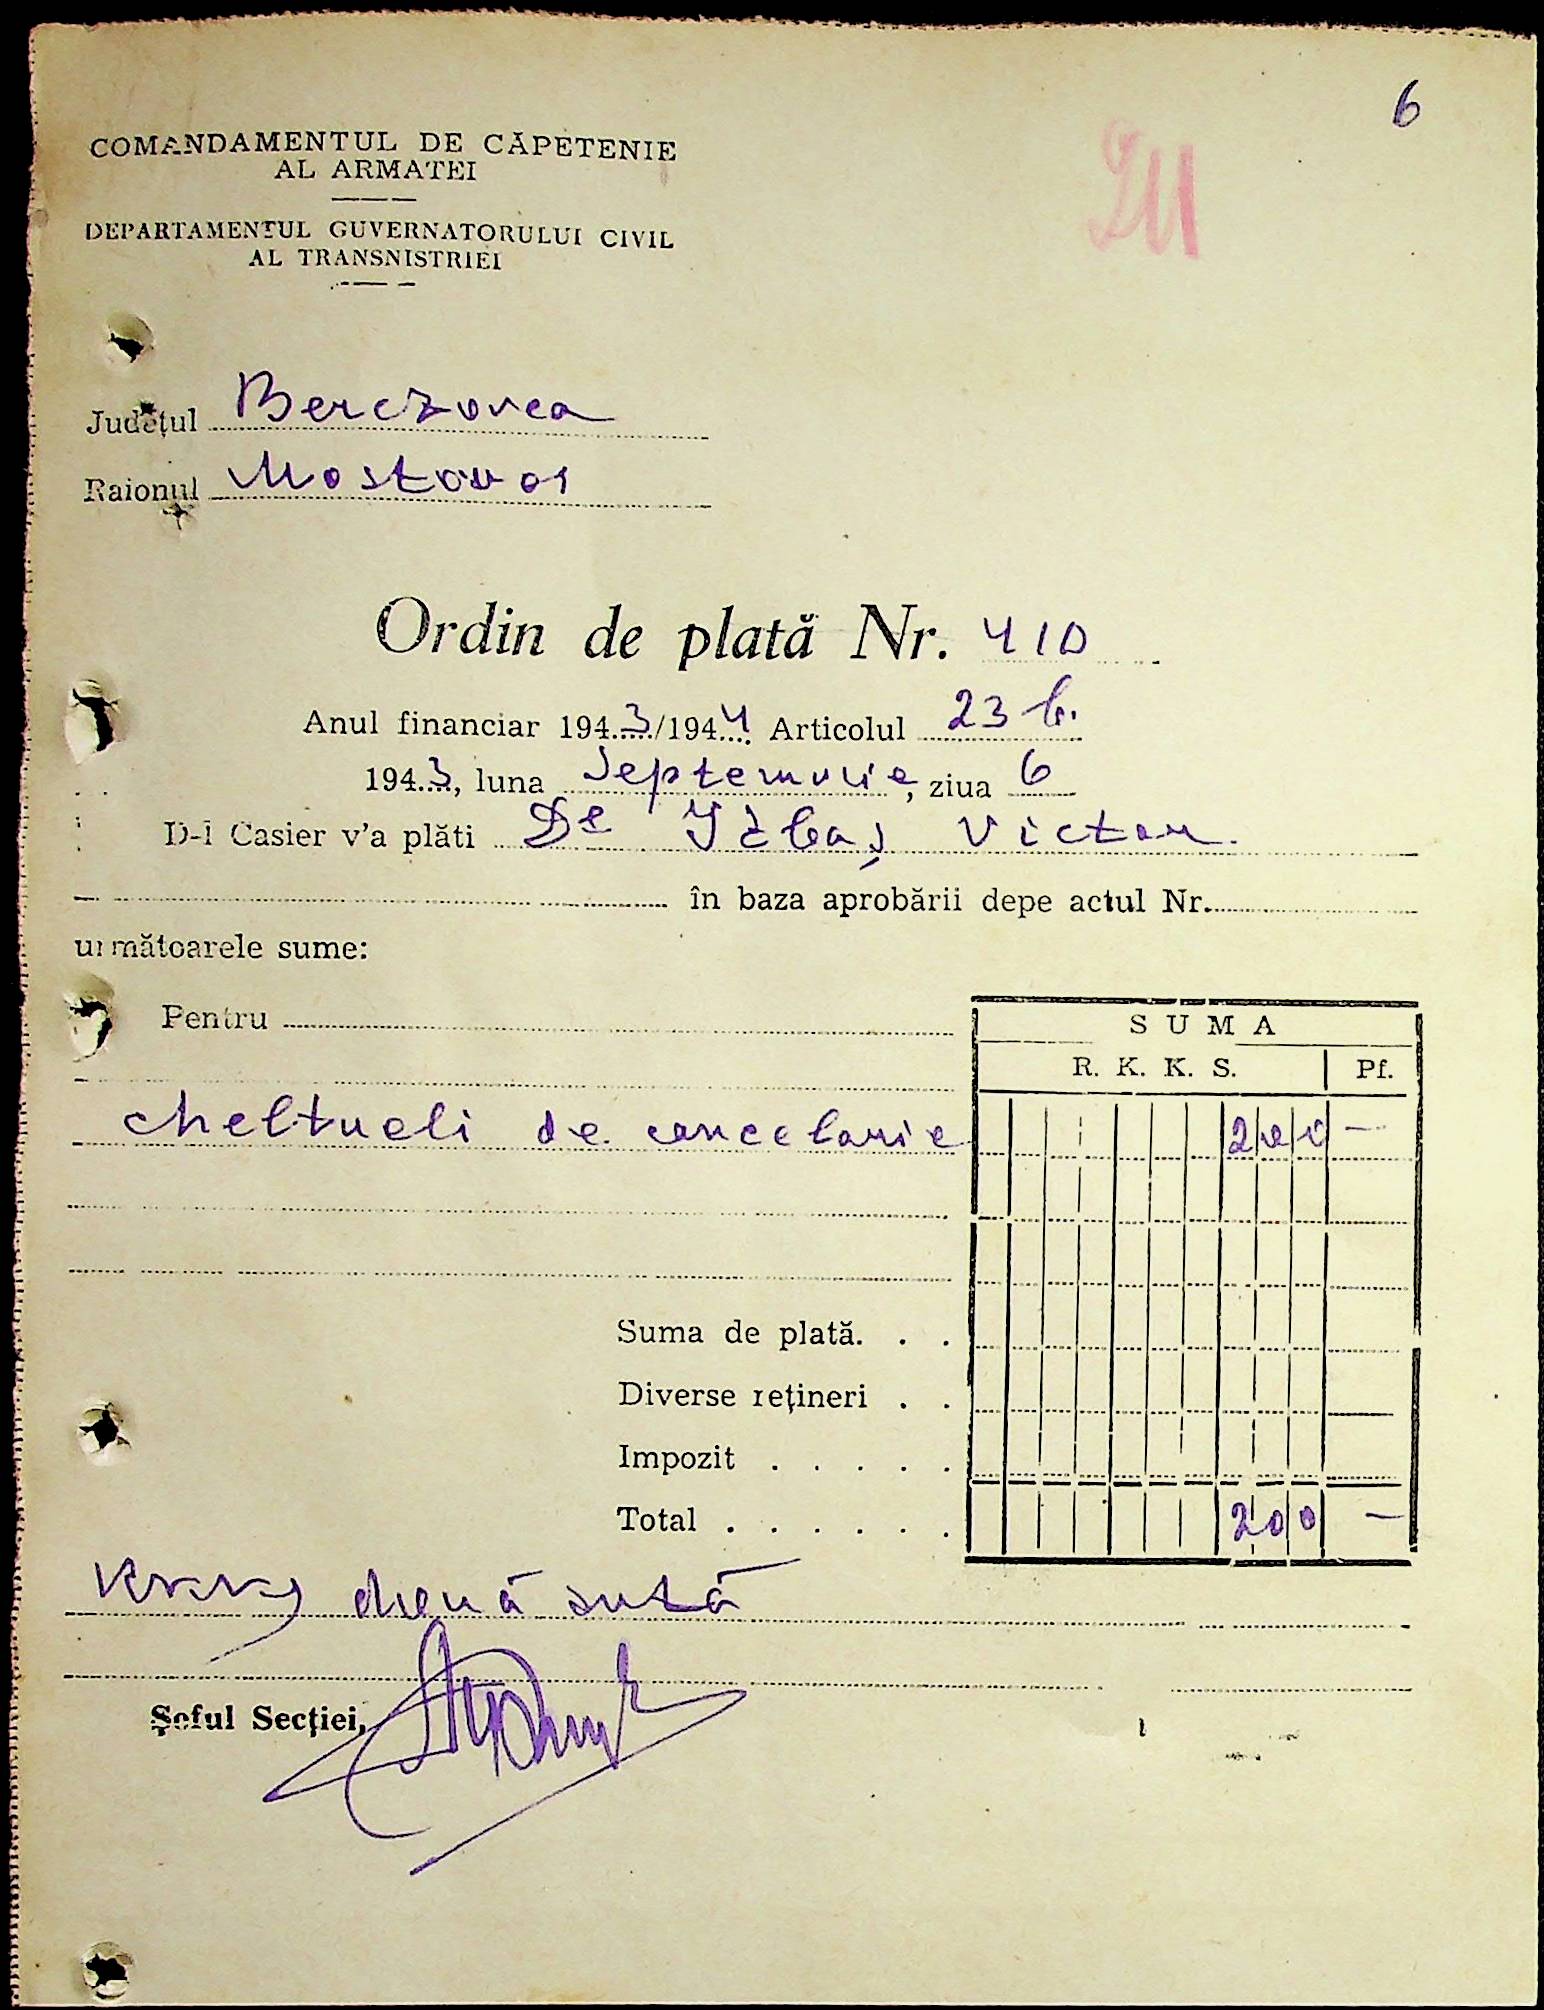 6
COMANDAMENTUL DE CĂPETENIE
AL ARMATEI
DEPARTAMENTUL GUVERNATORULUI CIVIL
AL TRANSNISTRIEI
Județul Berezovca
Raionul Mostovoi
Ordin de plată Nr. 410
Anul financiar 1943/1944 Articolul 23 b.
1943, luna Septemvrie, ziua 6
D-l Casier v'a plăti Dl Victor
în baza aprobării depe actul Nr.
următoarele sume:
Pentru
SUMA
R. K. K. S. Pf.
cheltueli de cancelarie 200 —
Suma de plată. . .
Diverse rețineri . .
Impozit . . . . .
Total . . . . . . 200 —
două sută
Șeful Secției,